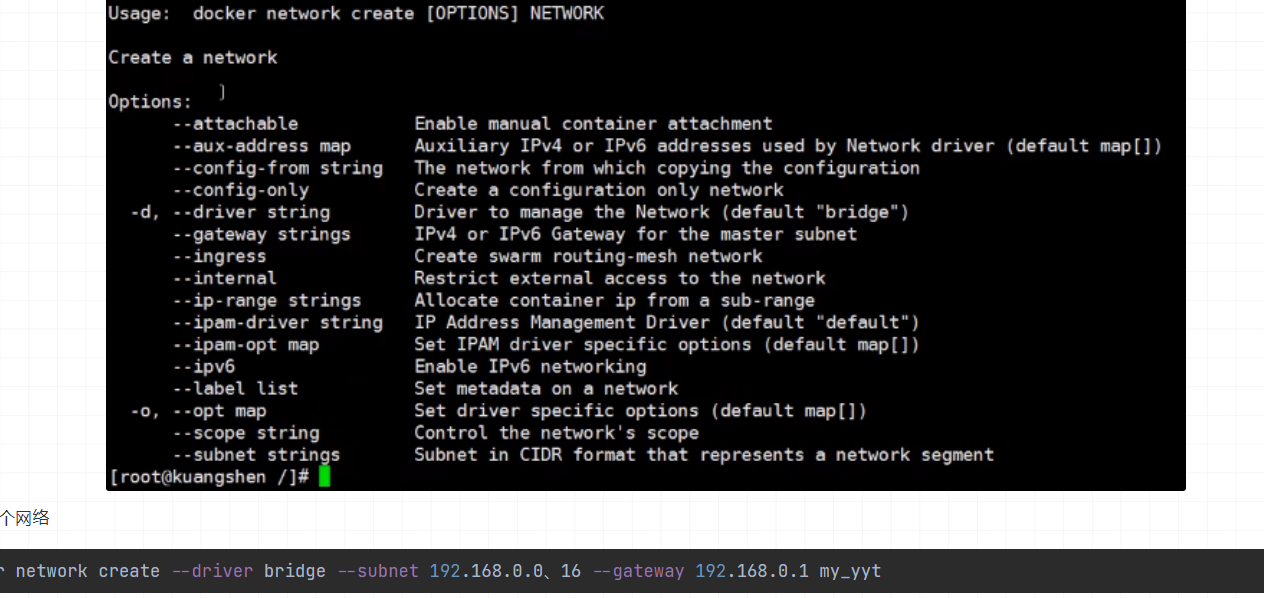 Usage:  docker network create [OPTIONS] NETWORK
Create a network
Options:
--attachable Enable manual container attachment
--aux-address map Auxiliary IPv4 or IPv6 addresses used by Network driver (default map[])
--config-from string The network from which copying the configuration
--config-only Create a configuration only network
-d, --driver string Driver to manage the Network (default "bridge")
--gateway strings IPv4 or IPv6 Gateway for the master subnet
--ingress Create swarm routing-mesh network
--internal Restrict external access to the network
--ip-range strings Allocate container ip from a sub-range
--ipam-driver string IP Address Management Driver (default "default")
--ipam-opt map Set IPAM driver specific options (default map[])
--ipv6 Enable IPv6 networking
--label list Set metadata on a network
-o, --opt map Set driver specific options (default map[])
--scope string Control the network's scope
--subnet strings Subnet in CIDR format that represents a network segment
[root@kuangshen /]#
个网络
network create --driver bridge --subnet 192.168.0.0、16 --gateway 192.168.0.1 my_yyt